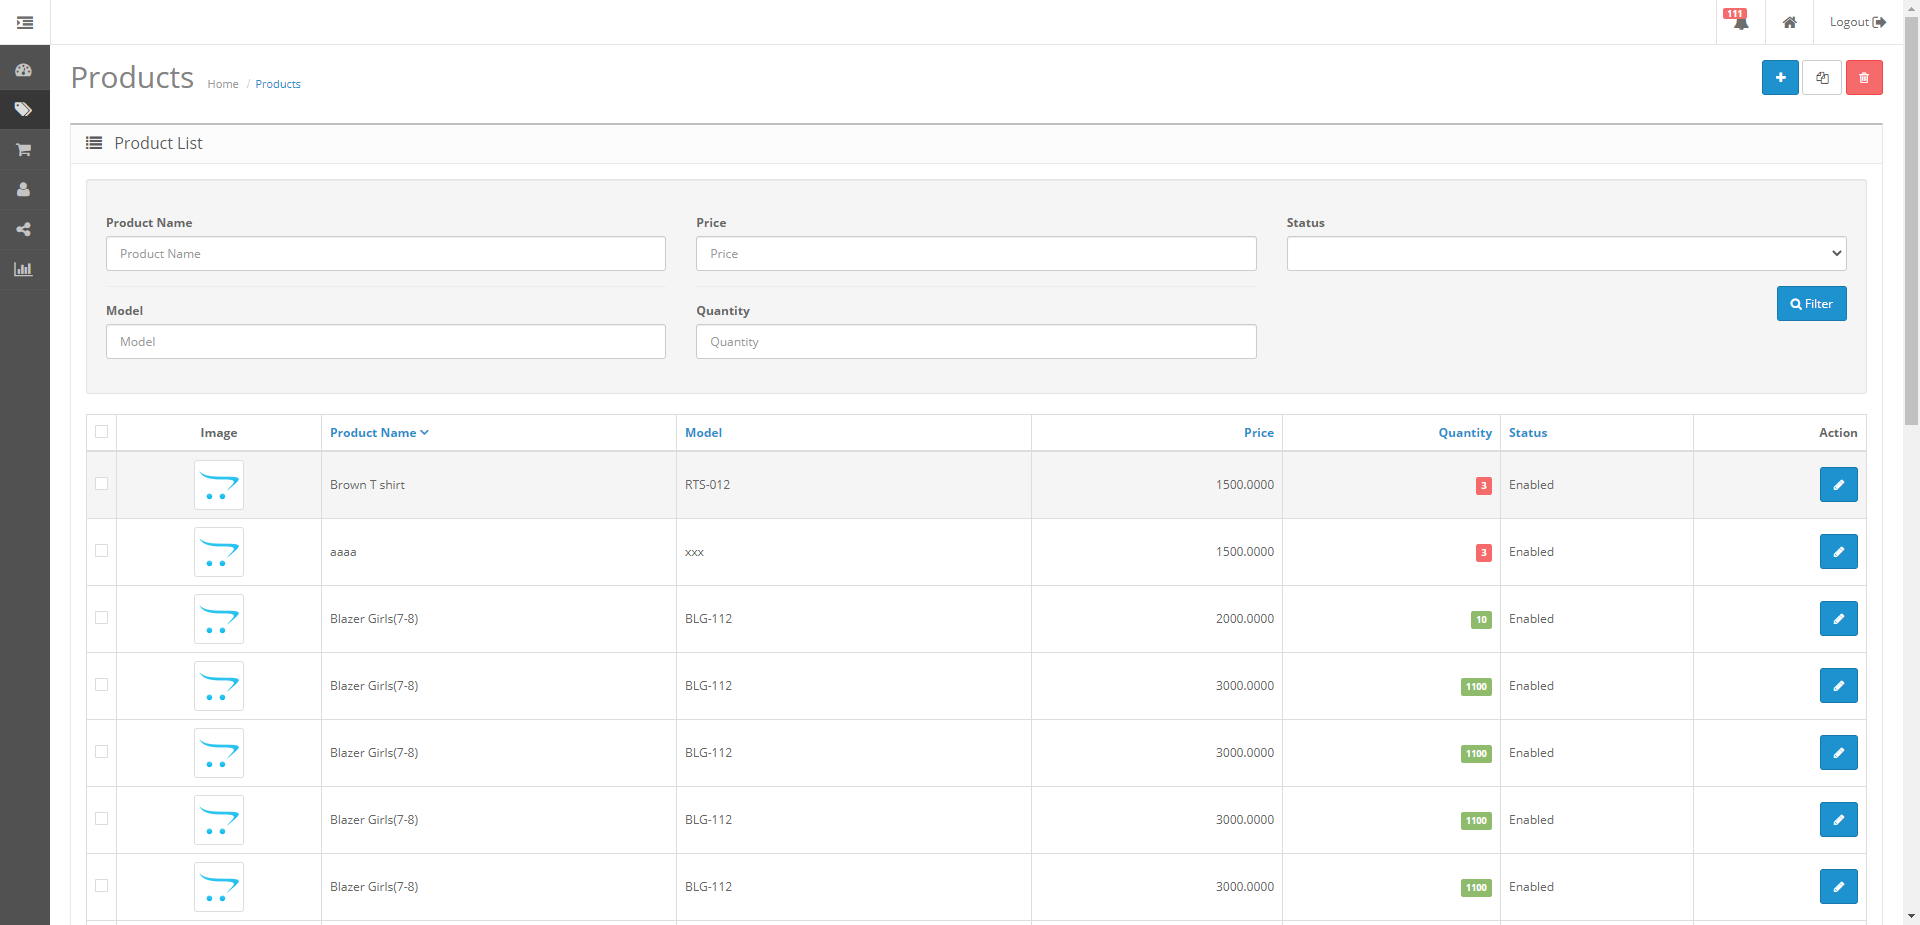 111
Logout
Products Home / Products
Product List
Product Name Price Status
Product Name Price
Filter
Model Quantity
Model Quantity
Image Product Name Model Price Quantity Status Action
Brown T shirt RTS-012 1500.0000 3 Enabled
aaaa xxx 1500.0000 3 Enabled
Blazer Girls(7-8) BLG-112 2000.0000 10 Enabled
Blazer Girls(7-8) BLG-112 3000.0000 1100 Enabled
Blazer Girls(7-8) BLG-112 3000.0000 1100 Enabled
Blazer Girls(7-8) BLG-112 3000.0000 1100 Enabled
Blazer Girls(7-8) BLG-112 3000.0000 1100 Enabled